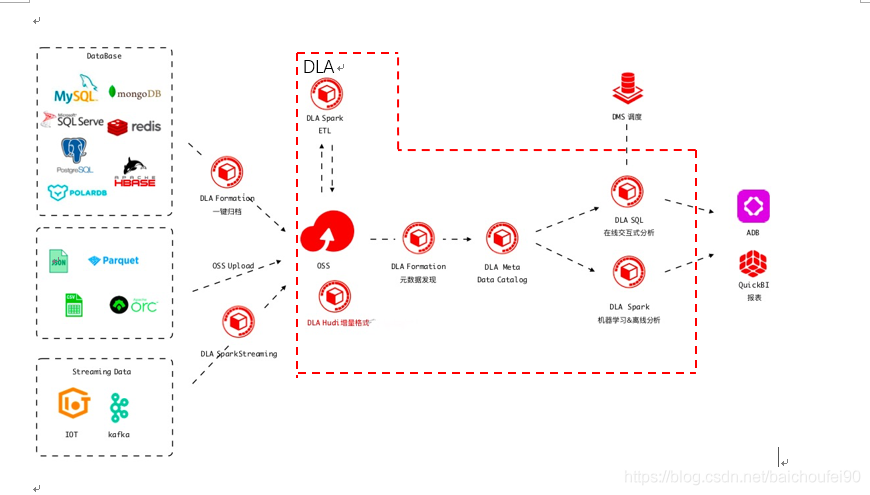 DataBase
MySQL
mongoDB
Microsoft
SQL Serve
redis
PostgreSQL
APACHE
HBASE
POLARDB
JSON
Parquet
CSV
ORC
Streaming Data
IOT
kafka
DLA Formation
一键归档
OSS Upload
DLA SparkStreaming
DLA
DLA Spark
ETL
OSS
DLA Hudi增量格式
DLA Formation
元数据发现
DLA Meta
Data Catalog
DMS 调度
DLA SQL
在线交互式分析
DLA Spark
机器学习&离线分析
ADB
QuickBI
报表
https://blog.csdn.net/baichoufei90